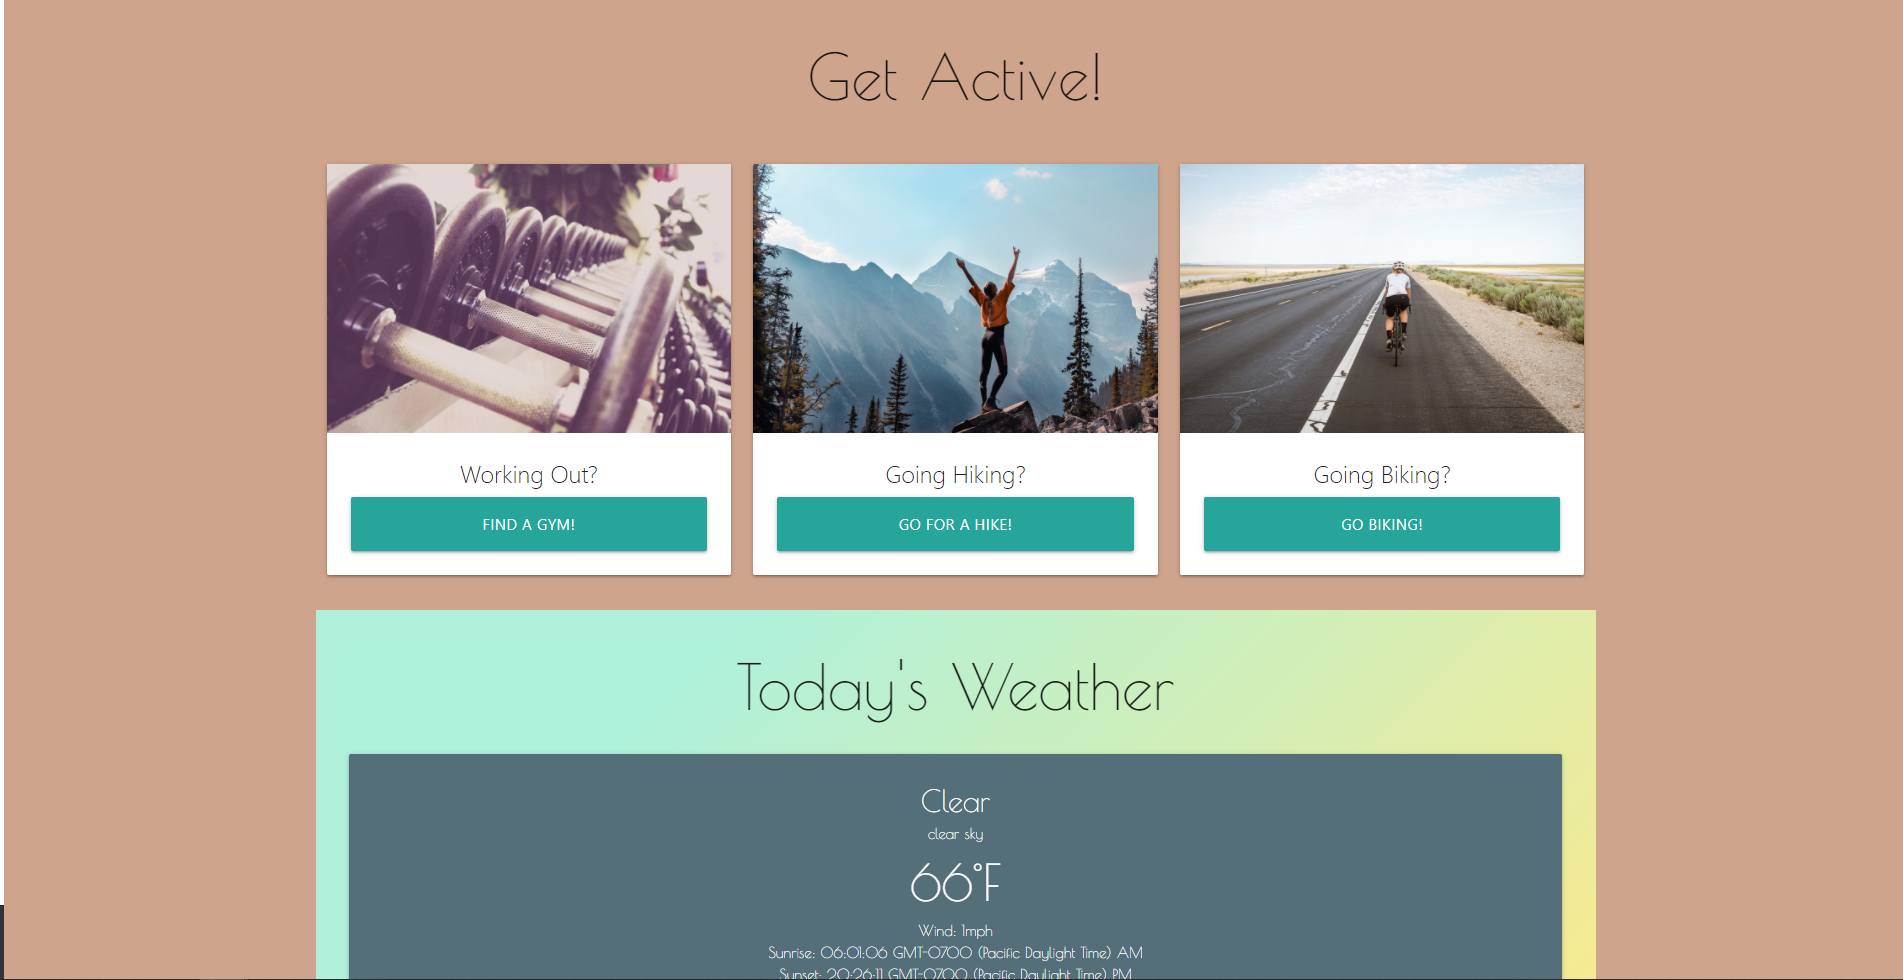 Get Active!
Working Out?
FIND A GYM!
Going Hiking?
GO FOR A HIKE!
Going Biking?
GO BIKING!
Today's Weather
Clear
clear sky
66°F
Wind: 1mph
Sunrise: 06:01:06 GMT-0700 (Pacific Daylight Time) AM
Sunset: 20:26:11 GMT-0700 (Pacific Daylight Time) PM